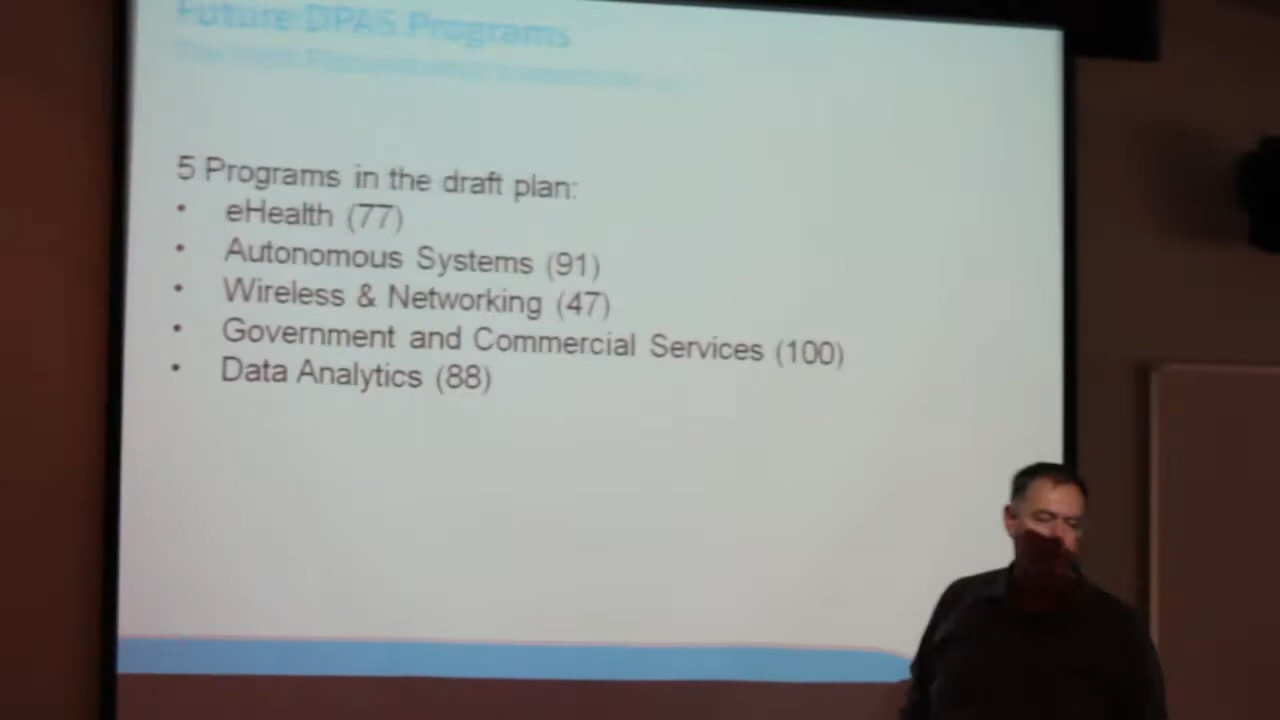 Future DPAS Programs
5 Programs in the draft plan:
• eHealth (77)
• Autonomous Systems (91)
• Wireless & Networking (47)
• Government and Commercial Services (100)
• Data Analytics (88)